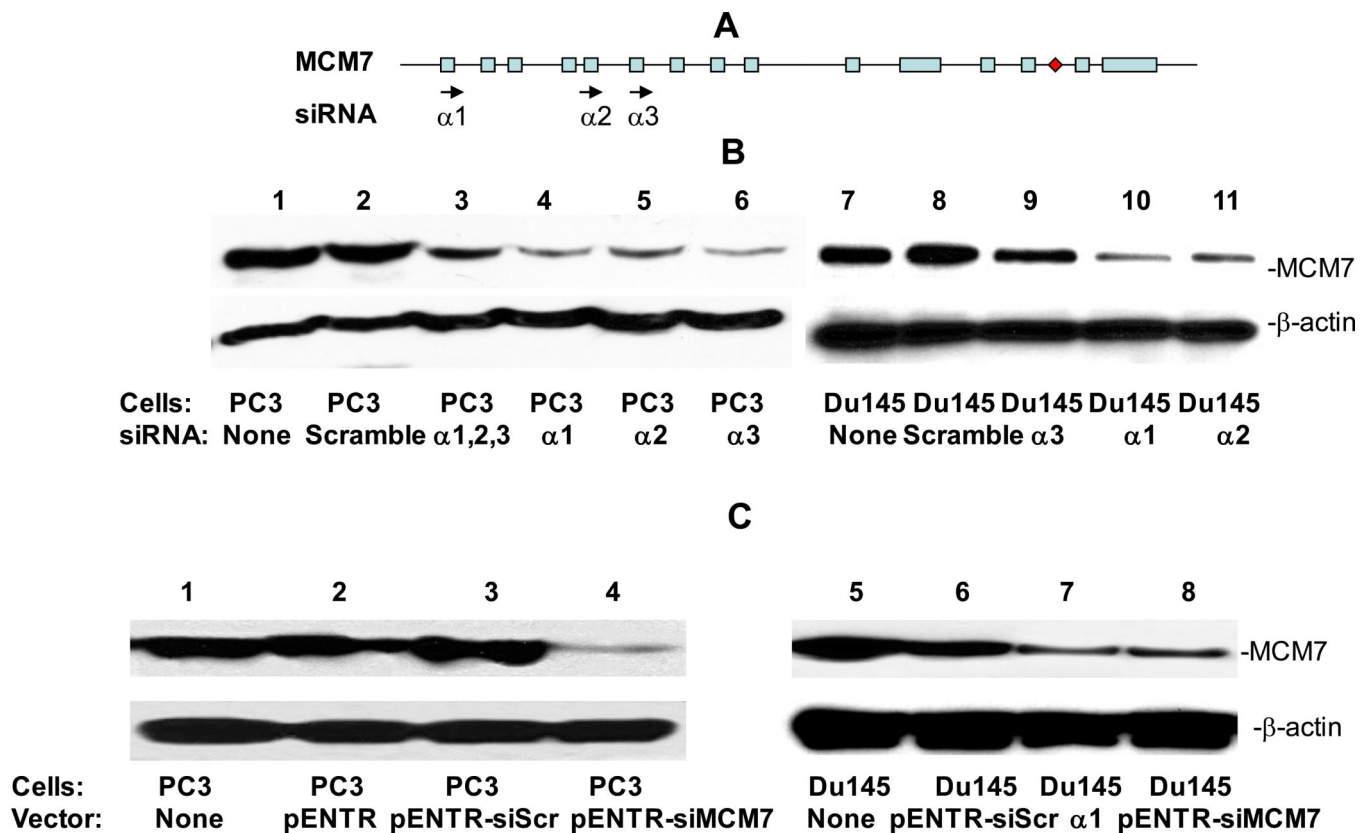 A
MCM7
siRNA α1 α2 α3
B
1 2 3 4 5 6 7 8 9 10 11
-MCM7
-β-actin
Cells: PC3 PC3 PC3 PC3 PC3 PC3 Du145 Du145 Du145 Du145 Du145
siRNA: None Scramble α1,2,3 α1 α2 α3 None Scramble α3 α1 α2
C
1 2 3 4 5 6 7 8
-MCM7
-β-actin
Cells: PC3 PC3 PC3 PC3 Du145 Du145 Du145 Du145
Vector: None pENTR pENTR-siScr pENTR-siMCM7 None pENTR-siScr α1 pENTR-siMCM7